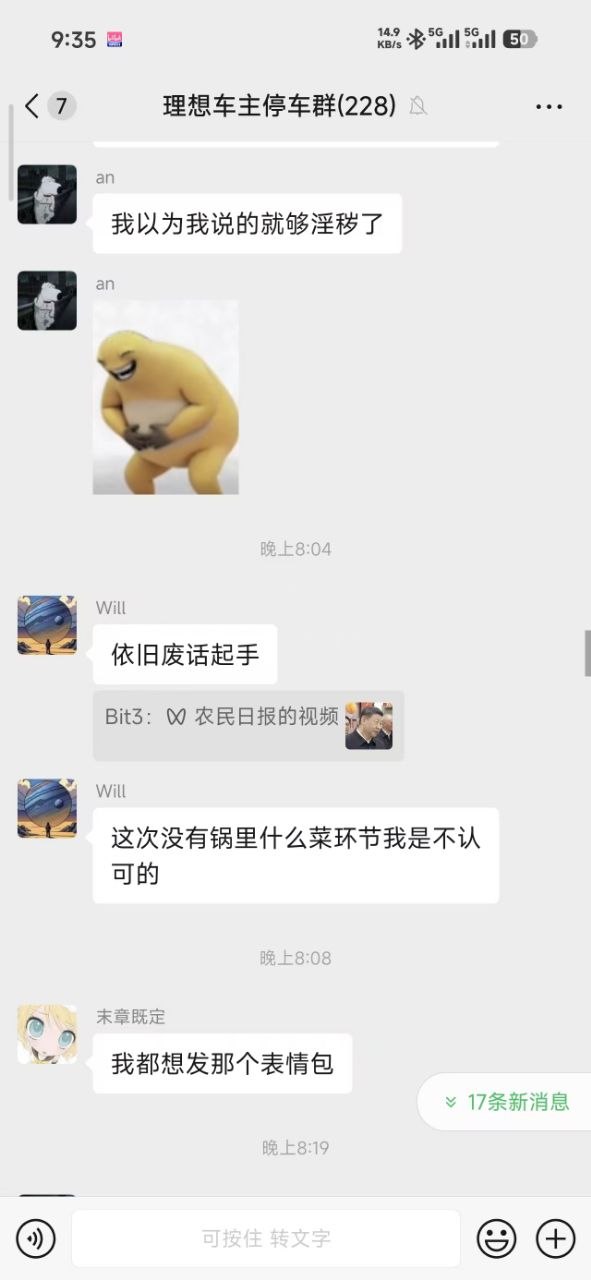 9:35
14.9 KB/s 5G 5G 50
7 理想车主停车群(228)
an
我以为我说的就够淫秽了
an
晚上8:04
Will
依旧废话起手
Bit3: 农民日报的视频
Will
这次没有锅里什么菜环节我是不认
可的
晚上8:08
末章既定
我都想发那个表情包
17条新消息
晚上8:19
可按住 转文字